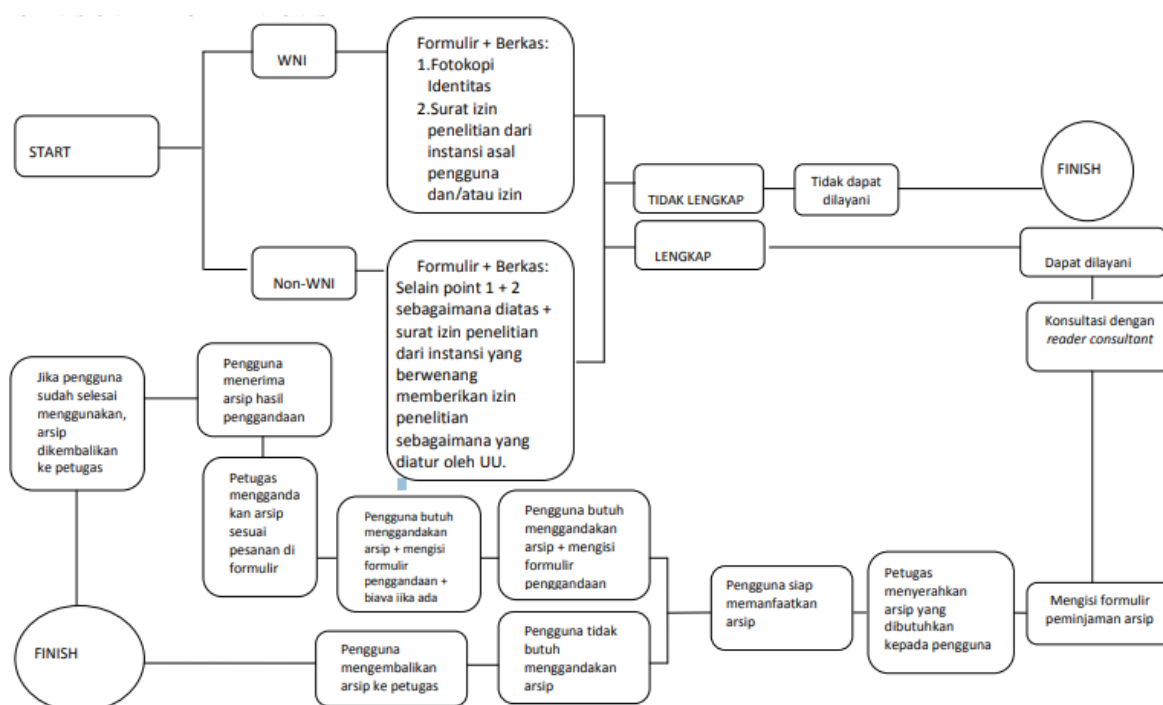 WNI
Formulir + Berkas:
1.Fotokopi
Identitas
2.Surat izin
penelitian dari
instansi asal
pengguna
dan/atau izin
START
TIDAK LENGKAP
Tidak dapat
dilayani
FINISH
LENGKAP
Dapat dilayani
Non-WNI
Formulir + Berkas:
Selain point 1 + 2
sebagaimana diatas +
surat izin penelitian
dari instansi yang
berwenang
memberikan izin
penelitian
sebagaimana yang
diatur oleh UU.
Konsultasi dengan
reader consultant
Jika pengguna
sudah selesai
menggunakan,
arsip
dikembalikan
ke petugas
Pengguna
menerima
arsip hasil
penggandaan
Petugas
mengganda
kan arsip
sesuai
pesanan di
formulir
Pengguna butuh
menggandakan
arsip + mengisi
formulir
penggandaan +
biaya jika ada
Pengguna butuh
menggandakan
arsip + mengisi
formulir
penggandaan
Pengguna siap
memanfaatkan
arsip
Petugas
menyerahkan
arsip yang
dibutuhkan
kepada pengguna
Mengisi formulir
peminjaman arsip
FINISH
Pengguna
mengembalikan
arsip ke petugas
Pengguna tidak
butuh
menggandakan
arsip